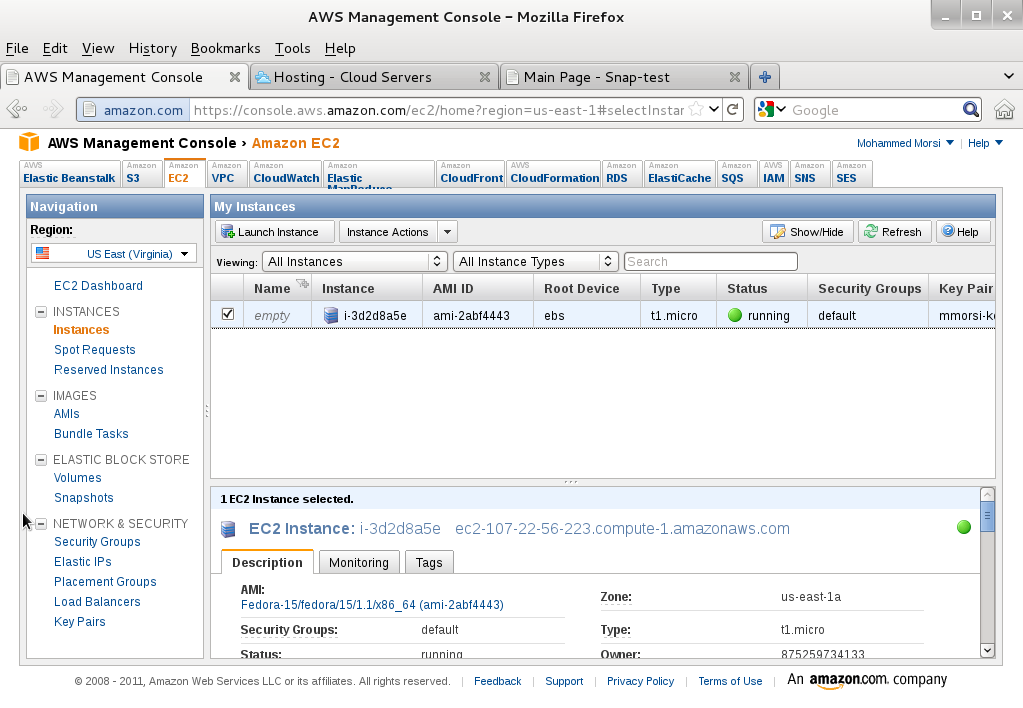 AWS Management Console - Mozilla Firefox
File Edit View History Bookmarks Tools Help
AWS Management Console
Hosting - Cloud Servers
Main Page - Snap-test
amazon.com https://console.aws.amazon.com/ec2/home?region=us-east-1#selectInstar
Google
AWS Management Console › Amazon EC2
Mohammed Morsi | Help
AWS Elastic Beanstalk
Amazon S3
Amazon EC2
Amazon VPC
Amazon CloudWatch
Amazon Elastic MapReduce
Amazon CloudFront
AWS CloudFormation
Amazon RDS
Amazon ElastiCache
Amazon SQS
AWS IAM
Amazon SNS
Amazon SES
Navigation
Region:
US East (Virginia)
EC2 Dashboard
INSTANCES
Instances
Spot Requests
Reserved Instances
IMAGES
AMIs
Bundle Tasks
ELASTIC BLOCK STORE
Volumes
Snapshots
NETWORK & SECURITY
Security Groups
Elastic IPs
Placement Groups
Load Balancers
Key Pairs
My Instances
Launch Instance
Instance Actions
Show/Hide
Refresh
Help
Viewing: All Instances All Instance Types Search
Name Instance AMI ID Root Device Type Status Security Groups Key Pair
empty i-3d2d8a5e ami-2abf4443 ebs t1.micro running default mmorsi-ke
1 EC2 Instance selected.
EC2 Instance: i-3d2d8a5e ec2-107-22-56-223.compute-1.amazonaws.com
Description Monitoring Tags
AMI:
Fedora-15/fedora/15/1.1/x86_64 (ami-2abf4443)
Zone: us-east-1a
Security Groups: default
Type: t1.micro
Status: running
Owner: 875259734133
© 2008 - 2011, Amazon Web Services LLC or its affiliates. All rights reserved. | Feedback | Support | Privacy Policy | Terms of Use | An amazon.com. company